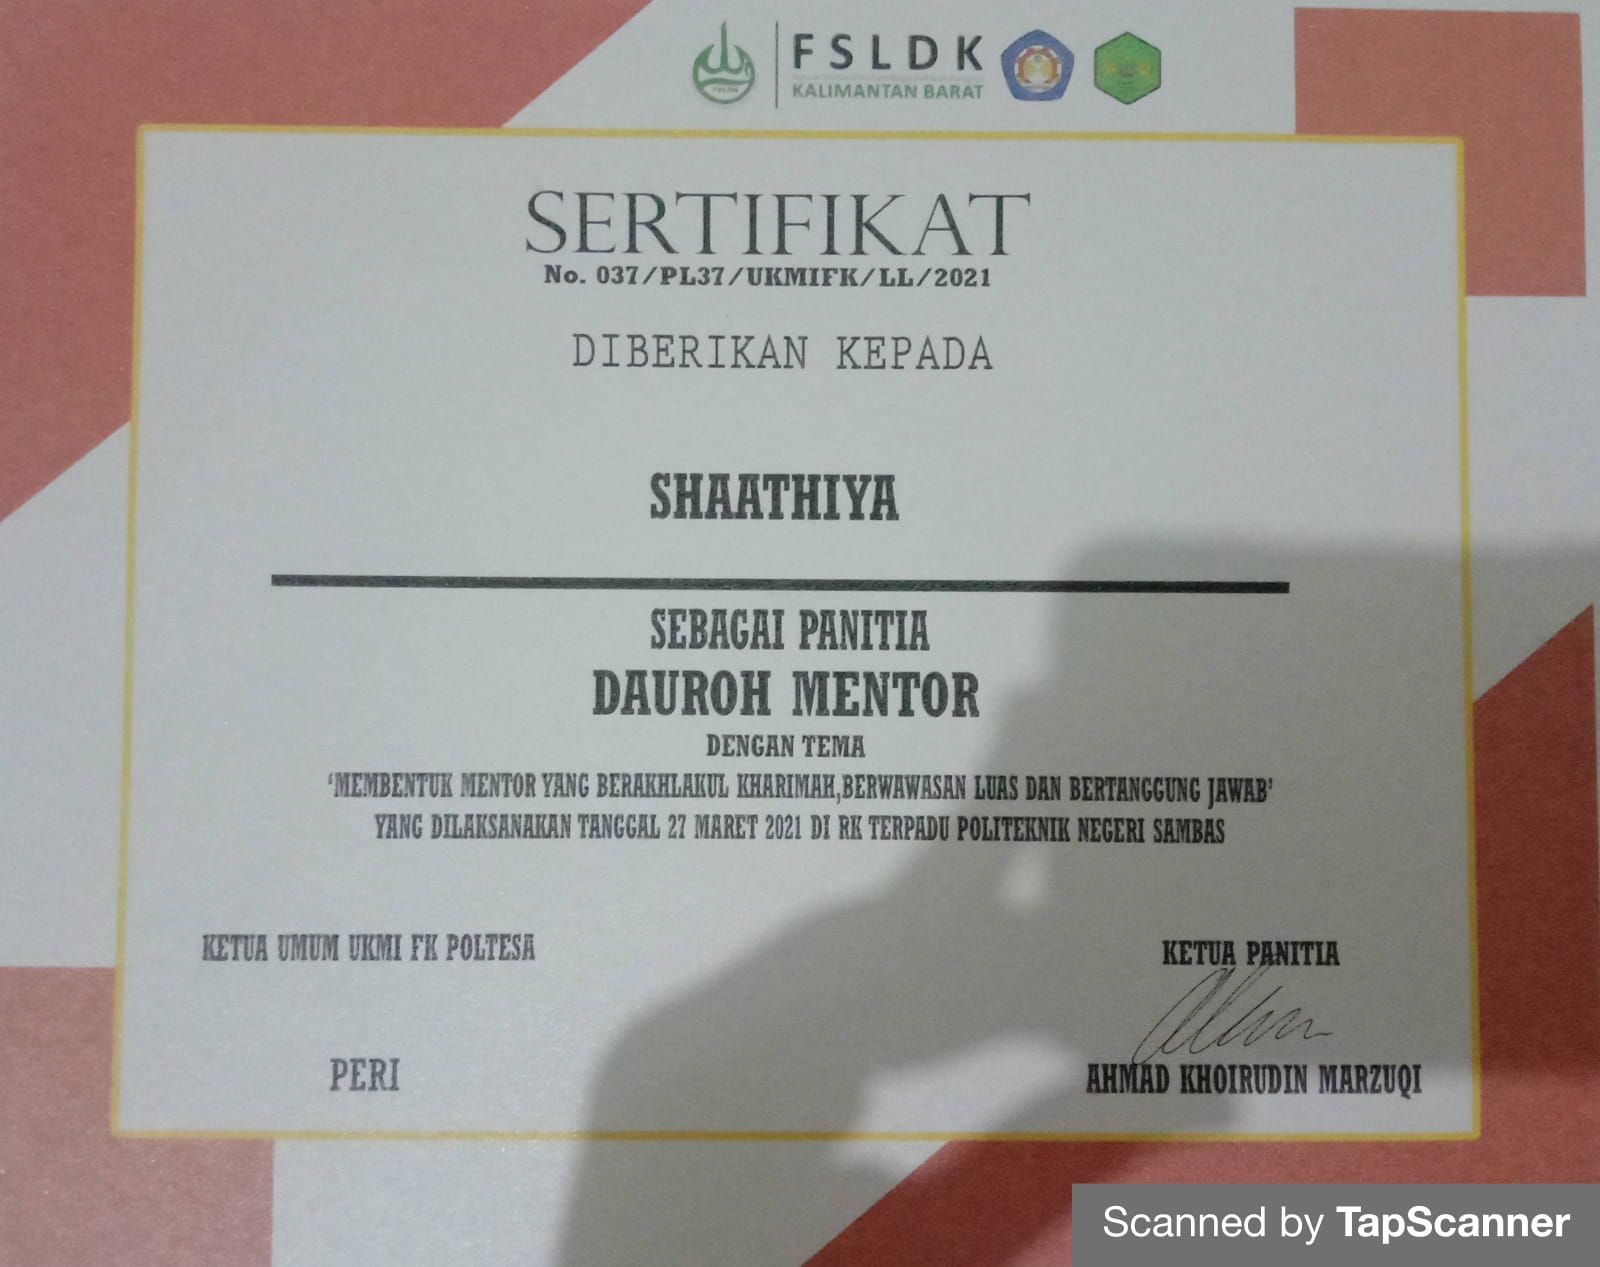 FSLDK
KALIMANTAN BARAT
FSLDK
SERTIFIKAT
No. 037/PL37/UKMIFK/LL/2021
DIBERIKAN KEPADA
SHAATHIYA
SEBAGAI PANITIA
DAUROH MENTOR
DENGAN TEMA
'MEMBENTUK MENTOR YANG BERAKHLAKUL KHARIMAH,BERWAWASAN LUAS DAN BERTANGGUNG JAWAB'
YANG DILAKSANAKAN TANGGAL 27 MARET 2021 DI RK TERPADU POLITEKNIK NEGERI SAMBAS
KETUA UMUM UKMI FK POLTESA
PERI
KETUA PANITIA
AHMAD KHOIRUDIN MARZUQI
Scanned by TapScanner